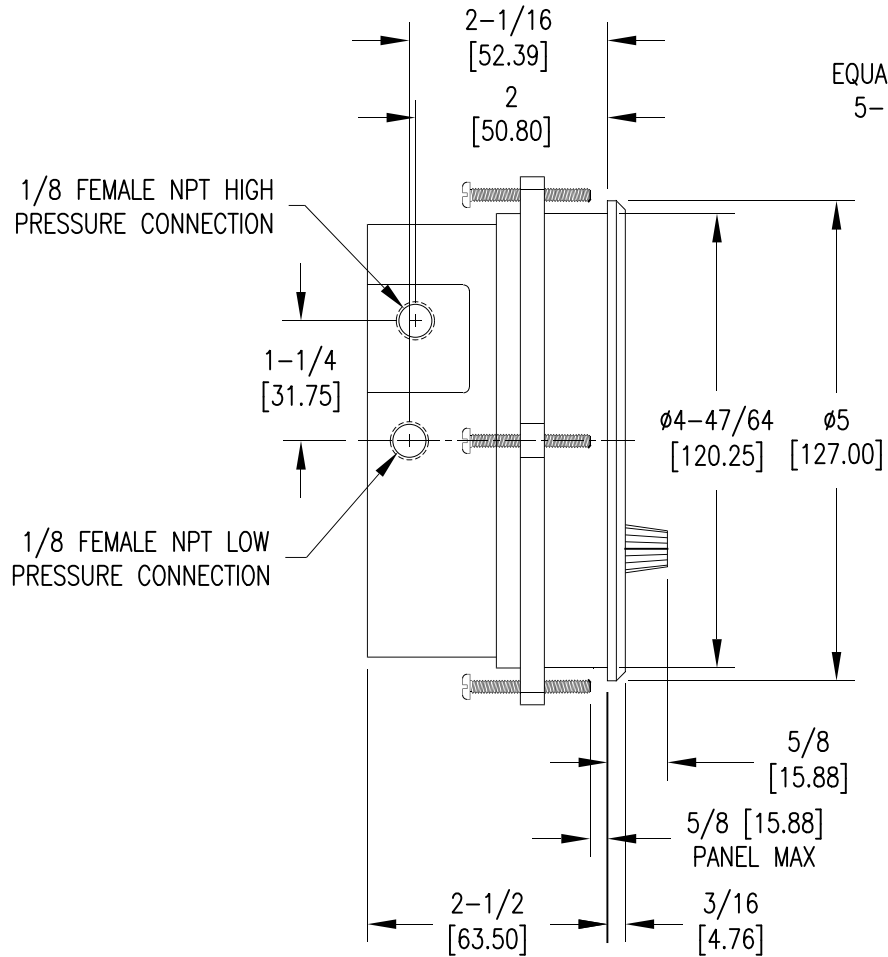 2-1/16
[52.39]
2
[50.80]
EQUA
5-
1/8 FEMALE NPT HIGH
PRESSURE CONNECTION
1-1/4
[31.75]
ø4-47/64
[120.25]
ø5
[127.00]
1/8 FEMALE NPT LOW
PRESSURE CONNECTION
5/8
[15.88]
5/8 [15.88]
PANEL MAX
2-1/2
[63.50]
3/16
[4.76]